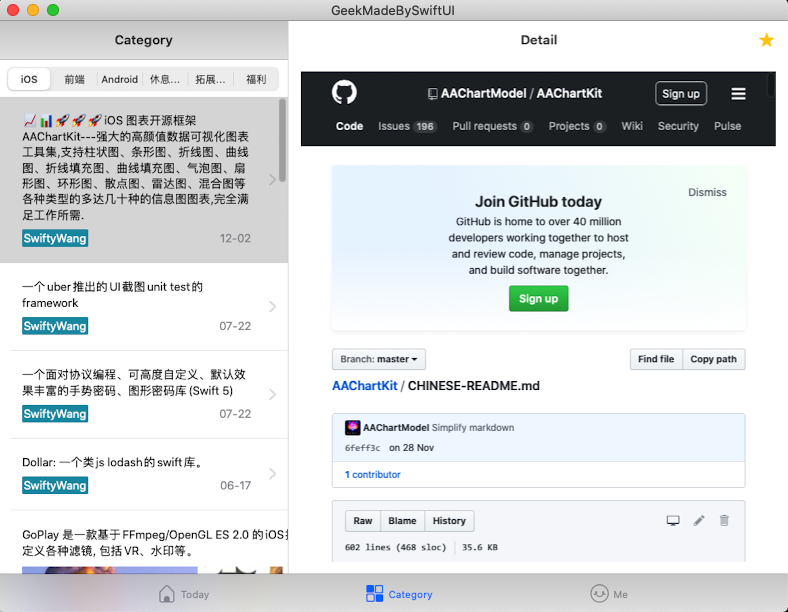 GeekMadeBySwiftUI
Category
iOS 前端 Android 休息... 拓展... 福利
📈📊🚀🚀🚀iOS 图表开源框架
AAChartKit---强大的高颜值数据可视化图表
工具集,支持柱状图、条形图、折线图、曲线
图、折线填充图、曲线填充图、气泡图、扇
形图、环形图、散点图、雷达图、混合图等
各种类型的多达几十种的信息图图表,完全满
足工作所需.
SwiftyWang 12-02
一个uber推出的UI截图unit test的
framework
SwiftyWang 07-22
一个面对协议编程、可高度自定义、默认效
果丰富的手势密码、图形密码库 (Swift 5)
SwiftyWang 07-22
Dollar: 一个类js lodash的swift库。
SwiftyWang 06-17
GoPlay 是一款基于FFmpeg/OpenGL ES 2.0 的iOS
定义各种滤镜, 包括VR、水印等。
Detail
AAChartModel / AAChartKit Sign up
Code Issues 196 Pull requests 0 Projects 0 Wiki Security Pulse
Dismiss
Join GitHub today
GitHub is home to over 40 million
developers working together to host
and review code, manage projects,
and build software together.
Sign up
Branch: master Find file Copy path
AAChartKit / CHINESE-README.md
AAChartModel Simplify markdown
6feff3c on 28 Nov
1 contributor
Raw Blame History
602 lines (468 sloc) 35.6 KB
Today Category Me